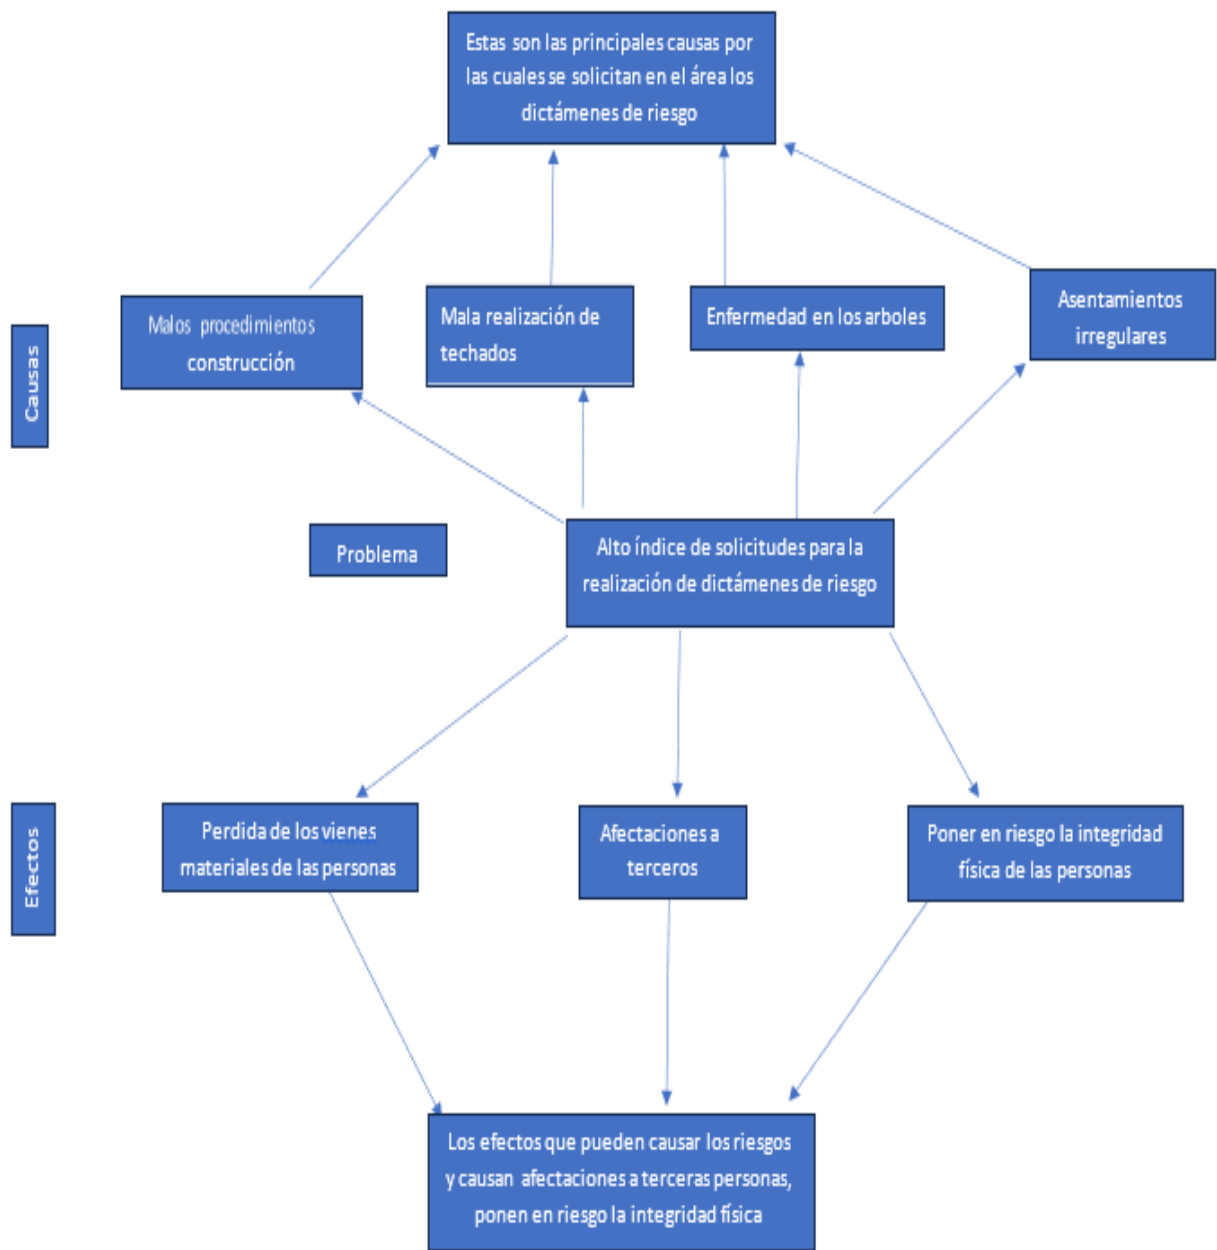 Estas son las principales causas por
las cuales se solicitan en el área los
dictámenes de riesgo
Causas
Malos procedimientos
construcción
Mala realización de
techados
Enfermedad en los arboles
Asentamientos
irregulares
Problema
Alto índice de solicitudes para la
realización de dictámenes de riesgo
Efectos
Perdida de los vienes
materiales de las personas
Afectaciones a
terceros
Poner en riesgo la integridad
física de las personas
Los efectos que pueden causar los riesgos
y causan afectaciones a terceras personas,
ponen en riesgo la integridad física